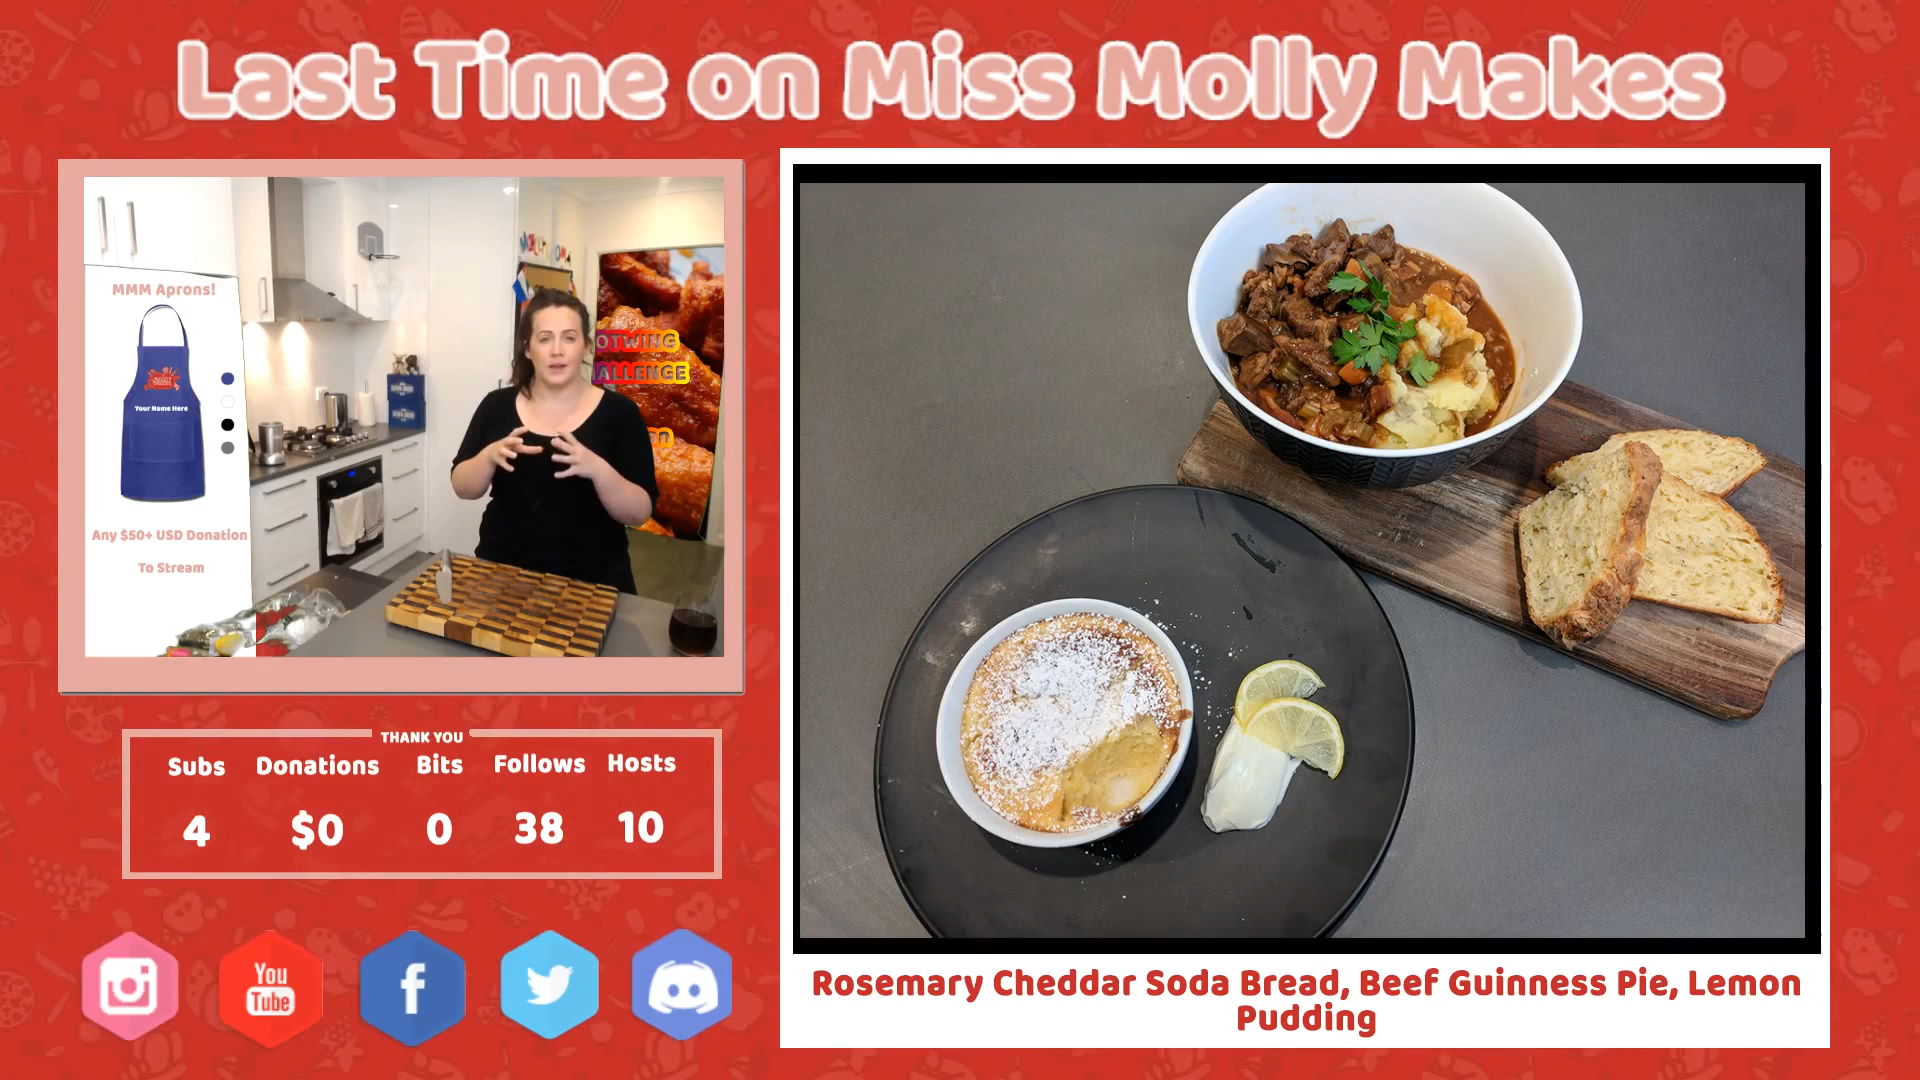 Last Time on Miss Molly Makes
MMM Aprons!
Your Name Here
Any $50+ USD Donation
To Stream
OTWING
ALLENGE
THANK YOU
Subs Donations Bits Follows Hosts
4 $0 0 38 10
You
Tube
Rosemary Cheddar Soda Bread, Beef Guinness Pie, Lemon
Pudding